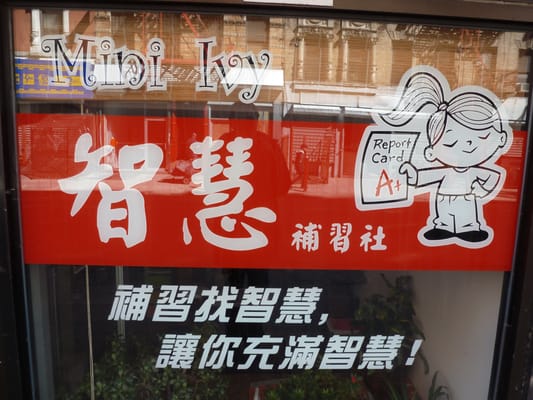 Mini Ivy
Report
Card
A+
智慧 補習社
補習找智慧,
讓你充滿智慧!